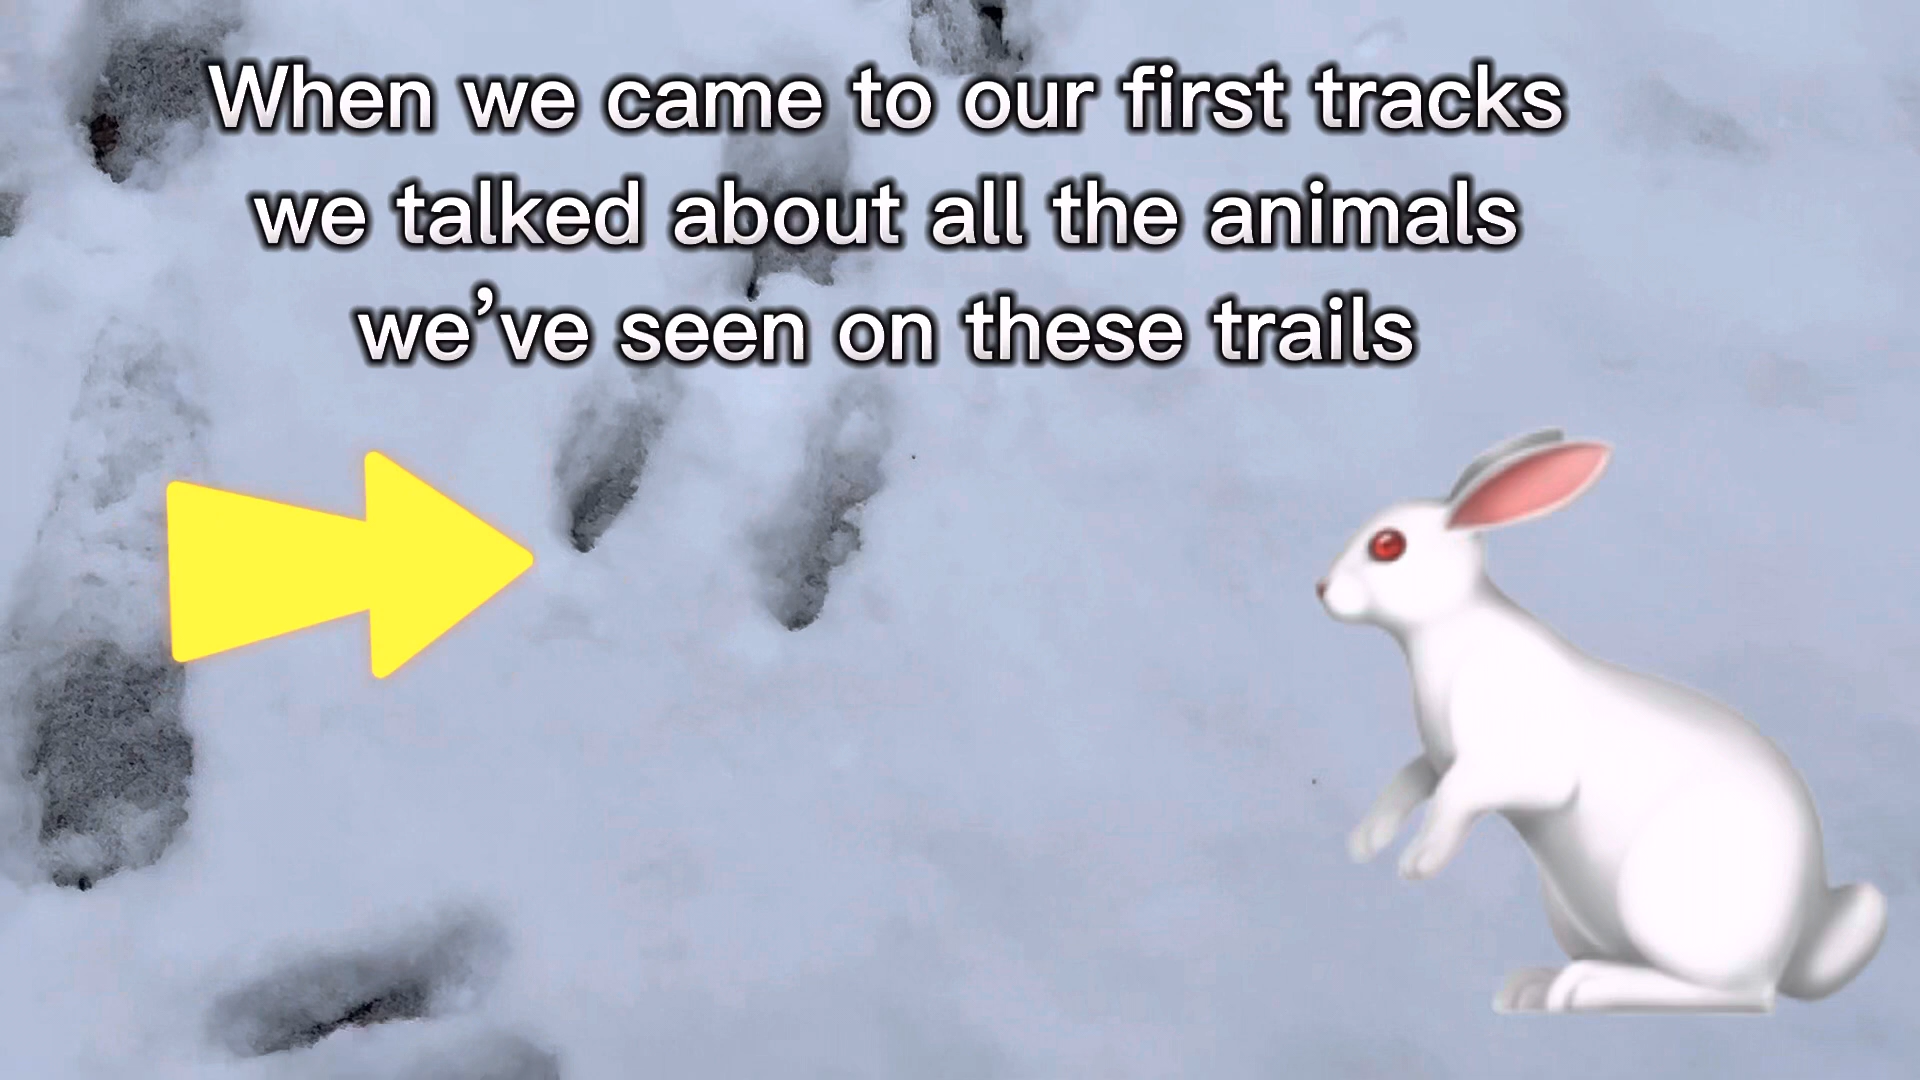 When we came to our first tracks
we talked about all the animals
we’ve seen on these trails